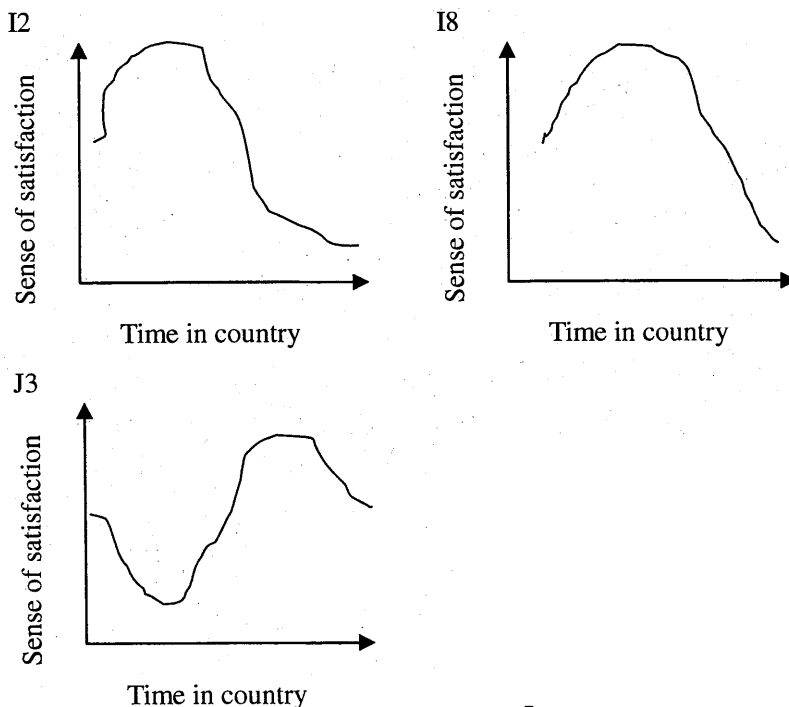 I2
Sense of satisfaction
Time in country
I8
Sense of satisfaction
Time in country
J3
Sense of satisfaction
Time in country